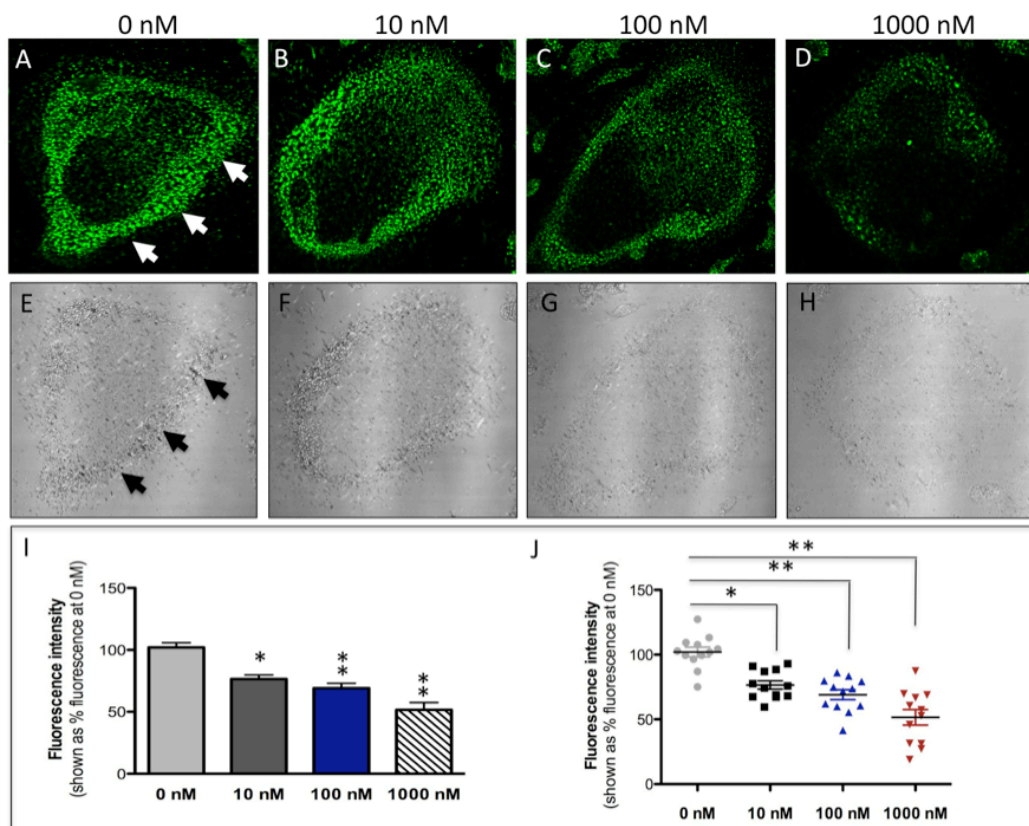 0 nM 10 nM 100 nM 1000 nM
A B C D
E F G H
I
Fluorescence intensity
(shown as % fluorescence at 0 nM)
150
100
50
0
*
**
**
0 nM 10 nM 100 nM 1000 nM
J
Fluorescence intensity
(shown as % fluorescence at 0 nM)
150
100
50
0
**
**
*
0 nM 10 nM 100 nM 1000 nM